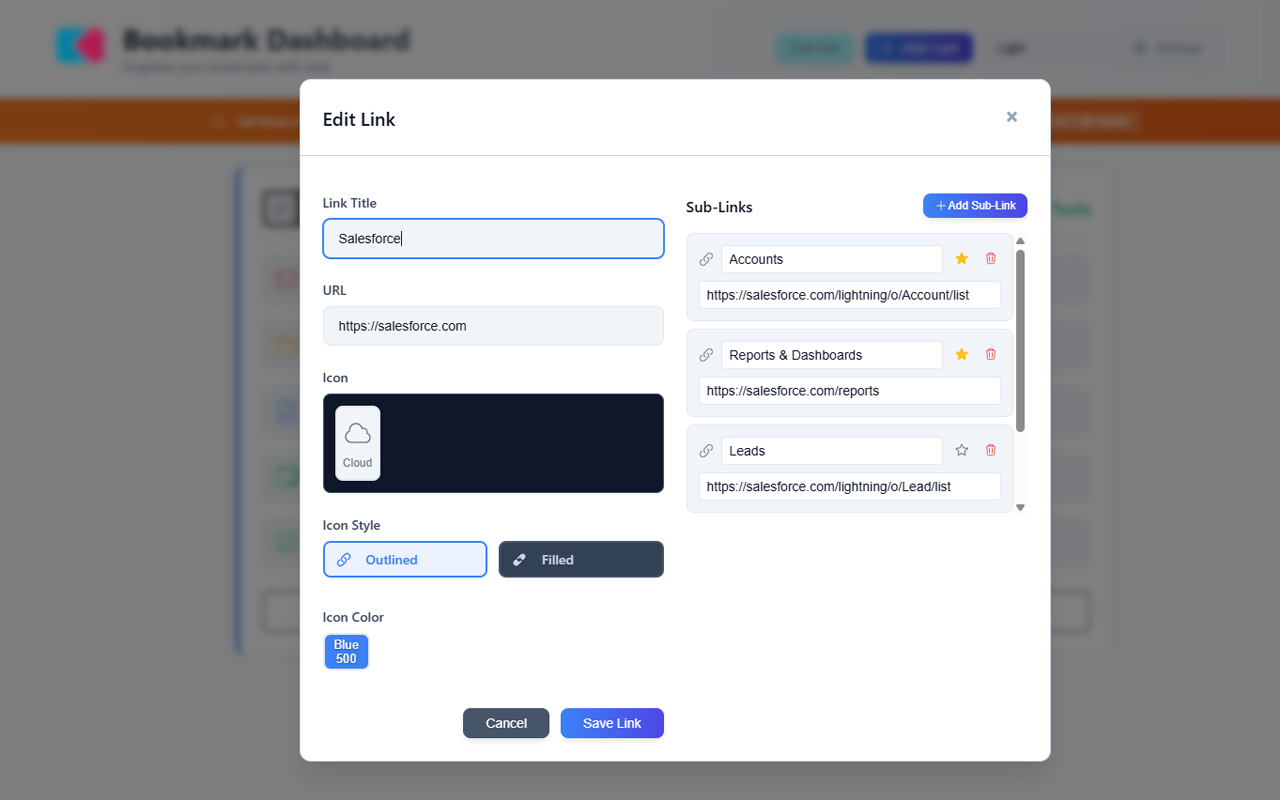 Bookmark Dashboard
Organize your bookmarks with style
Add Card
Light
Settings
Edit Link
×
Link Title
Salesforce
URL
https://salesforce.com
Icon
Cloud
Icon Style
Outlined
Filled
Icon Color
Blue
500
Cancel
Save Link
Sub-Links
+ Add Sub-Link
Accounts
https://salesforce.com/lightning/o/Account/list
Reports & Dashboards
https://salesforce.com/reports
Leads
https://salesforce.com/lightning/o/Lead/list
Tools